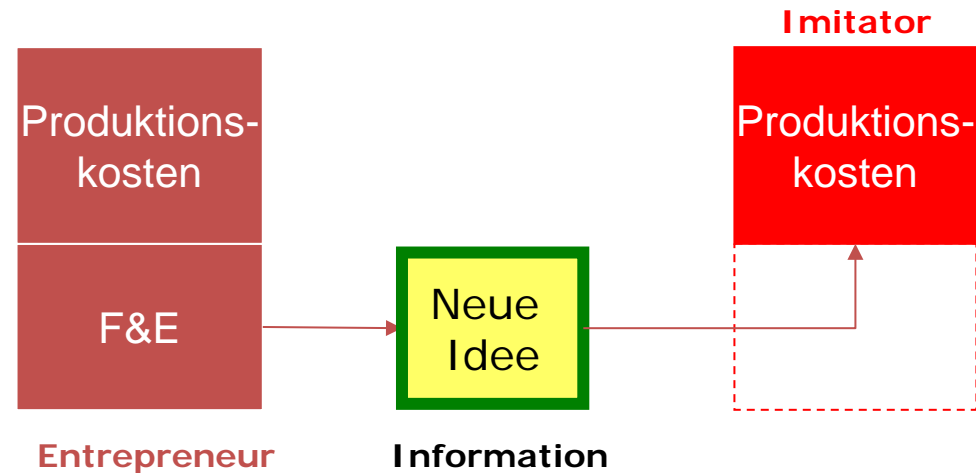 Imitator
Produktions-
kosten
Produktions-
kosten
F&E
Neue
Idee
Entrepreneur
Information